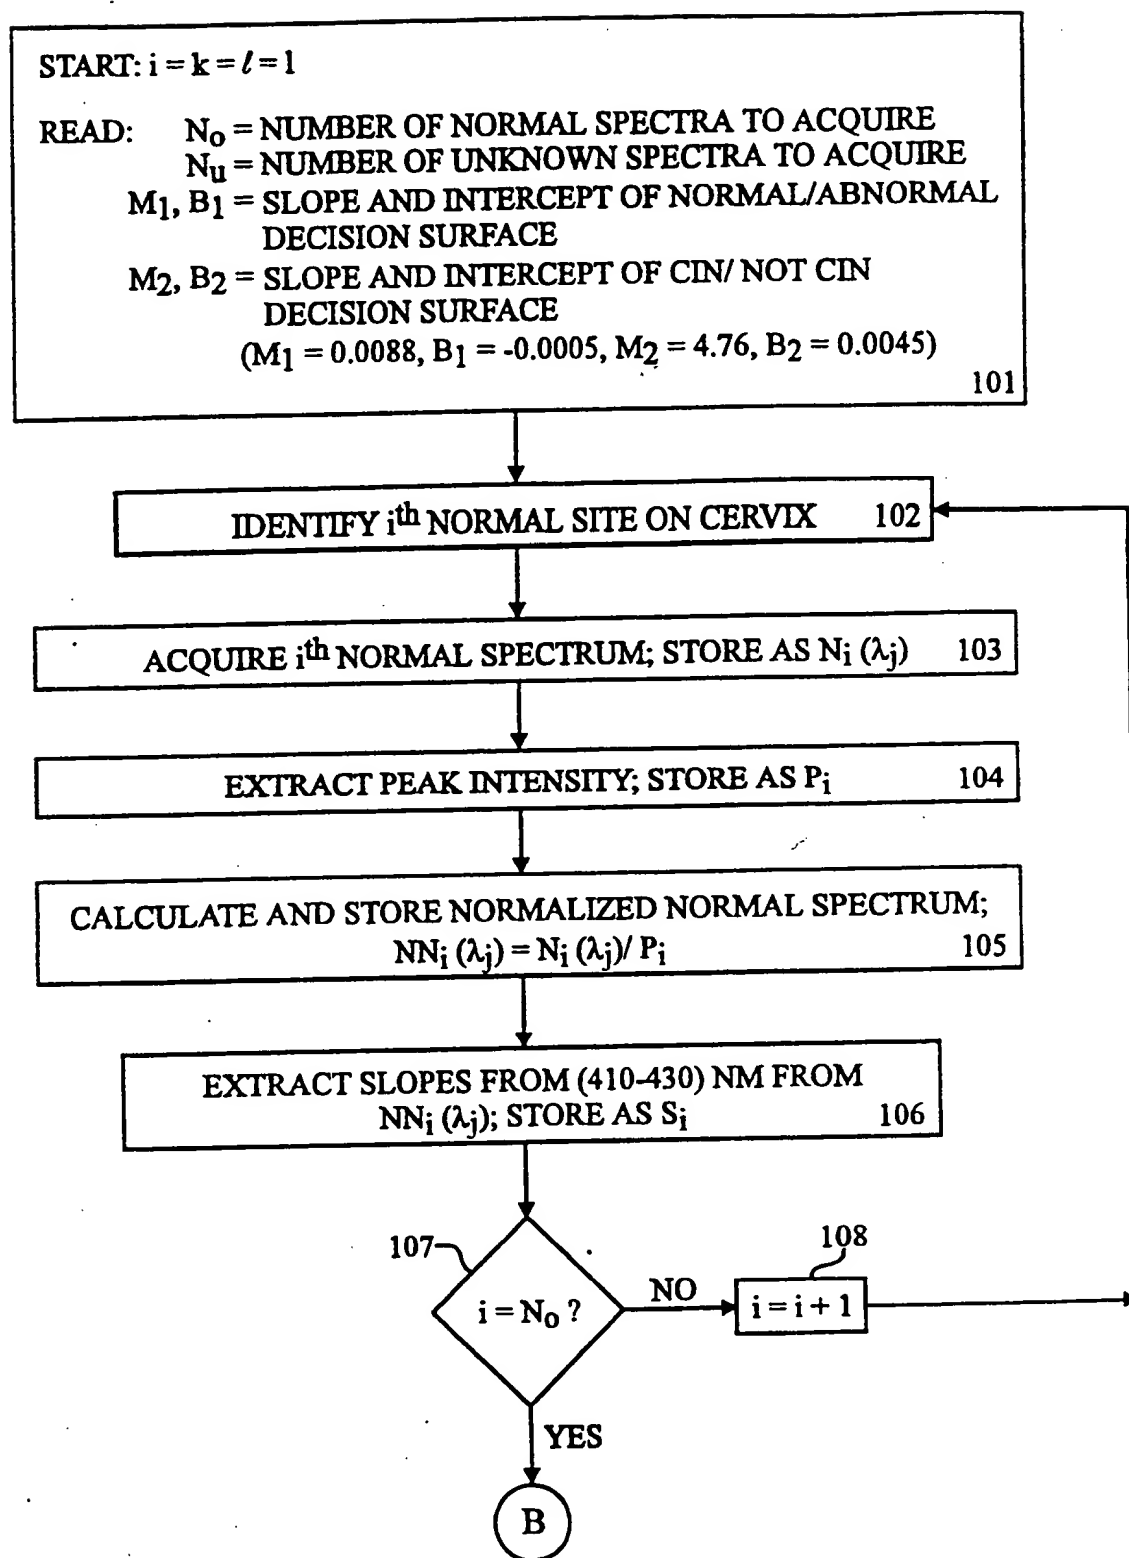 START: i = k = ℓ = 1
READ: No = NUMBER OF NORMAL SPECTRA TO ACQUIRE
Nu = NUMBER OF UNKNOWN SPECTRA TO ACQUIRE
M1, B1 = SLOPE AND INTERCEPT OF NORMAL/ABNORMAL
DECISION SURFACE
M2, B2 = SLOPE AND INTERCEPT OF CIN/ NOT CIN
DECISION SURFACE
(M1 = 0.0088, B1 = -0.0005, M2 = 4.76, B2 = 0.0045)
101
IDENTIFY ith NORMAL SITE ON CERVIX 102
ACQUIRE ith NORMAL SPECTRUM; STORE AS Ni (λj) 103
EXTRACT PEAK INTENSITY; STORE AS Pi 104
CALCULATE AND STORE NORMALIZED NORMAL SPECTRUM;
NNi (λj) = Ni (λj)/ Pi 105
EXTRACT SLOPES FROM (410-430) NM FROM
NNi (λj); STORE AS Si 106
107
108
i = No ?
NO
i = i + 1
YES
B